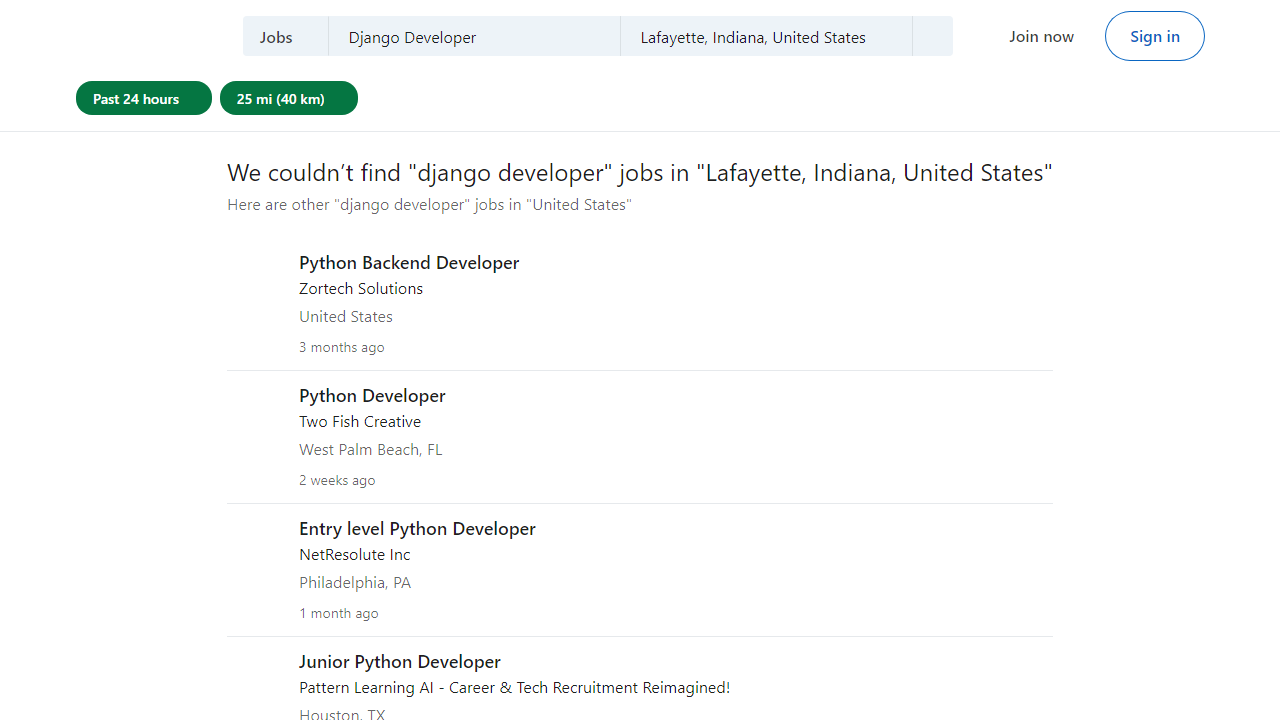 Jobs
Django Developer
Lafayette, Indiana, United States
Join now
Sign in
Past 24 hours
25 mi (40 km)
We couldn’t find "django developer" jobs in "Lafayette, Indiana, United States"
Here are other "django developer" jobs in "United States"
Python Backend Developer
Zortech Solutions
United States
3 months ago
Python Developer
Two Fish Creative
West Palm Beach, FL
2 weeks ago
Entry level Python Developer
NetResolute Inc
Philadelphia, PA
1 month ago
Junior Python Developer
Pattern Learning AI - Career & Tech Recruitment Reimagined!
Houston, TX